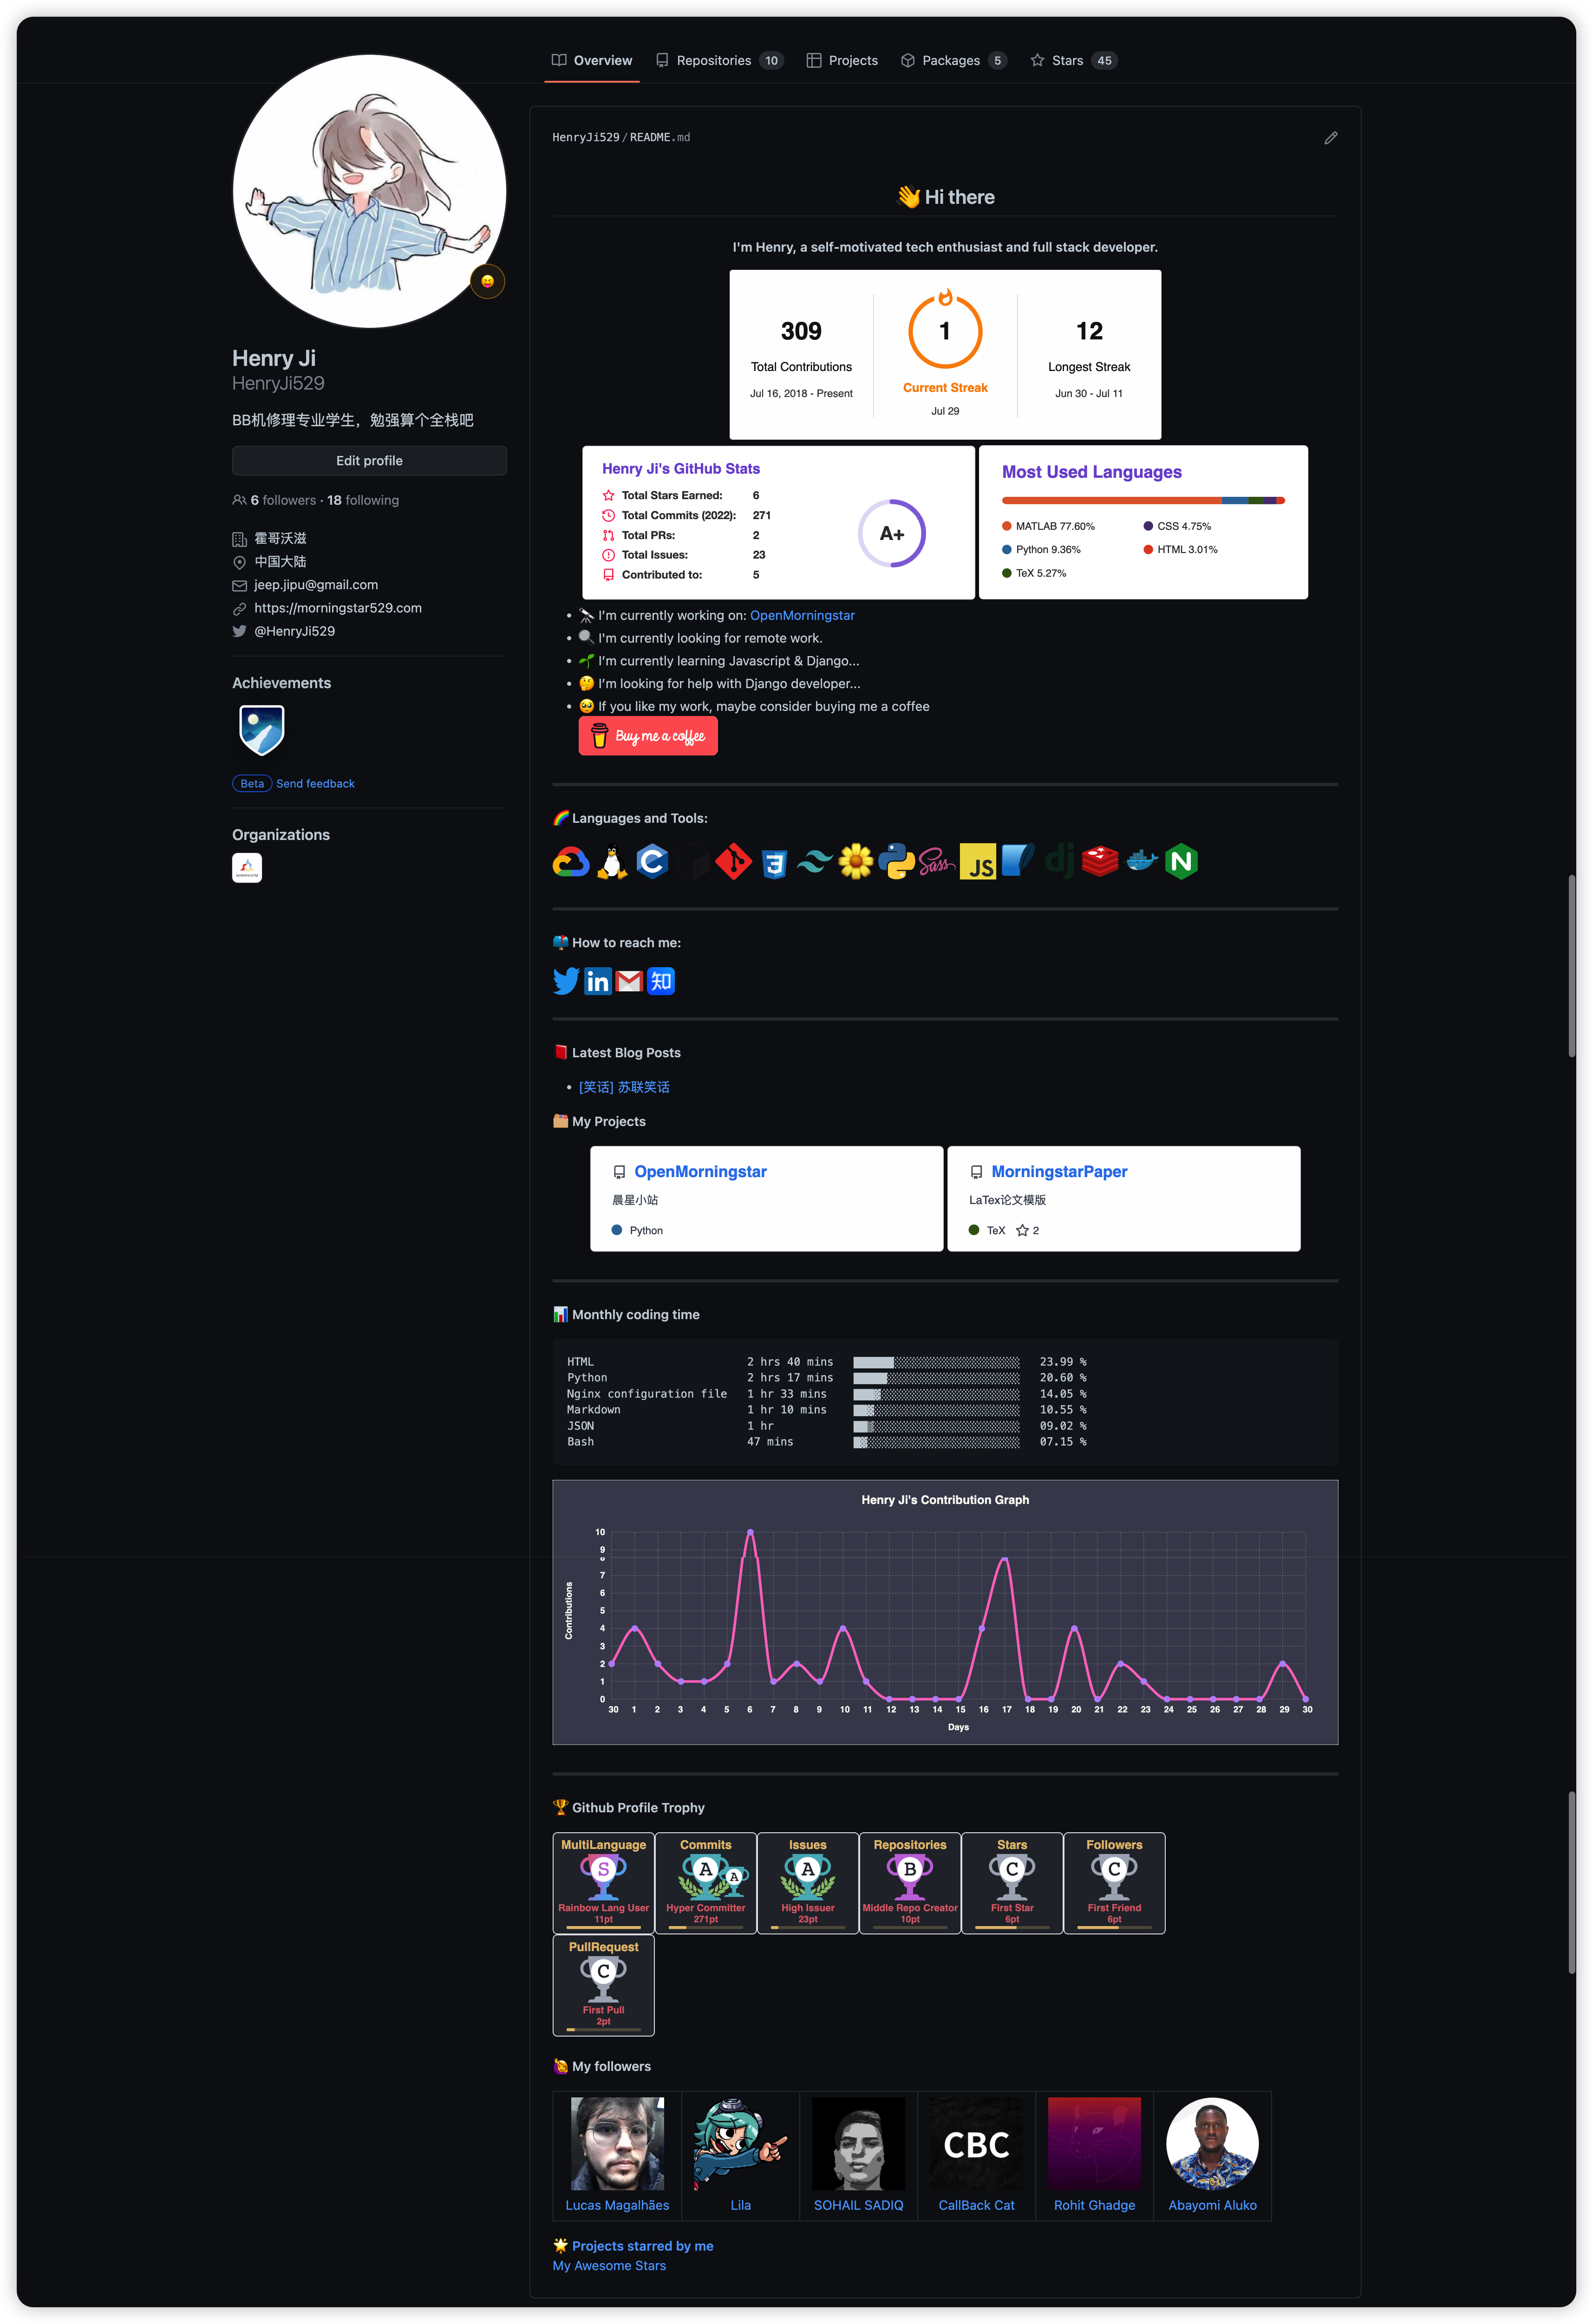 Overview Repositories 10 Projects Packages 5 Stars 45
Henry Ji
HenryJi529
BB机修理专业学生，勉强算个全栈吧
Edit profile
6 followers · 18 following
霍哥沃滋
中国大陆
jeep.jipu@gmail.com
https://morningstar529.com
@HenryJi529
Achievements
Beta Send feedback
Organizations
HenryJi529/README.md
👋 Hi there
I'm Henry, a self-motivated tech enthusiast and full stack developer.
309
Total Contributions
Jul 16, 2018 - Present
1
Current Streak
Jul 29
12
Longest Streak
Jun 30 - Jul 11
Henry Ji's GitHub Stats
Total Stars Earned: 6
Total Commits (2022): 271
Total PRs: 2
Total Issues: 23
Contributed to: 5
A+
Most Used Languages
MATLAB 77.60% CSS 4.75%
Python 9.36% HTML 3.01%
TeX 5.27%
• 🔭 I'm currently working on: OpenMorningstar
• 🔍 I'm currently looking for remote work.
• 🌱 I'm currently learning Javascript & Django...
• 🤔 I'm looking for help with Django developer...
• 🥺 If you like my work, maybe consider buying me a coffee
Buy me a coffee
🌈 Languages and Tools:
C 3 Sass JS dj N
📫 How to reach me:
in M 知
📕 Latest Blog Posts
• [笑话] 苏联笑话
🗂 My Projects
OpenMorningstar
晨星小站
Python
MorningstarPaper
LaTex论文模版
TeX 2
📊 Monthly coding time
HTML 2 hrs 40 mins 23.99 %
Python 2 hrs 17 mins 20.60 %
Nginx configuration file 1 hr 33 mins 14.05 %
Markdown 1 hr 10 mins 10.55 %
JSON 1 hr 09.02 %
Bash 47 mins 07.15 %
Henry Ji's Contribution Graph
10
9
7
6
5
4
3
2
1
0
Contributions
30 1 2 3 4 5 6 7 8 9 10 11 12 13 14 15 16 17 18 19 20 21 22 23 24 25 26 27 28 29 30
Days
🏆 Github Profile Trophy
MultiLanguage Commits Issues Repositories Stars Followers
S A A A B C C
Rainbow Lang User Hyper Committer High Issuer Middle Repo Creator First Star First Friend
11pt 271pt 23pt 10pt 6pt 6pt
PullRequest
C
First Pull
2pt
🙋 My followers
CBC
Lucas Magalhães Lila SOHAIL SADIQ CallBack Cat Rohit Ghadge Abayomi Aluko
🌟 Projects starred by me
My Awesome Stars